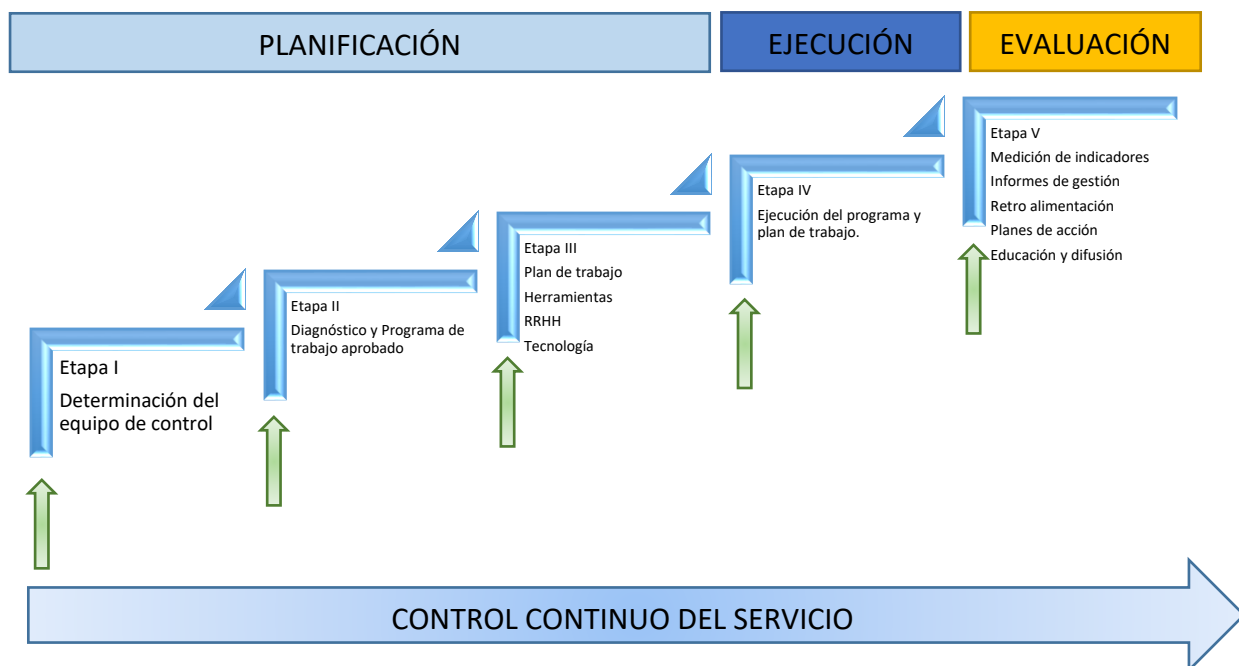 PLANIFICACIÓN
EJECUCIÓN
EVALUACIÓN
Etapa I
Determinación del
equipo de control
Etapa II
Diagnóstico y Programa de
trabajo aprobado
Etapa III
Plan de trabajo
Herramientas
RRHH
Tecnología
Etapa IV
Ejecución del programa y
plan de trabajo.
Etapa V
Medición de indicadores
Informes de gestión
Retro alimentación
Planes de acción
Educación y difusión
CONTROL CONTINUO DEL SERVICIO